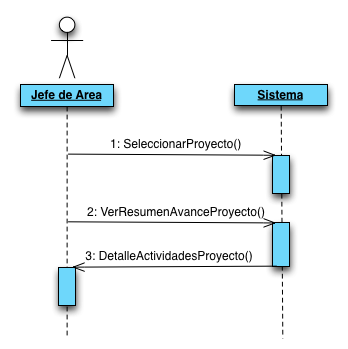 Jefe de Area
Sistema
1: SeleccionarProyecto()
2: VerResumenAvanceProyecto()
3: DetalleActividadesProyecto()